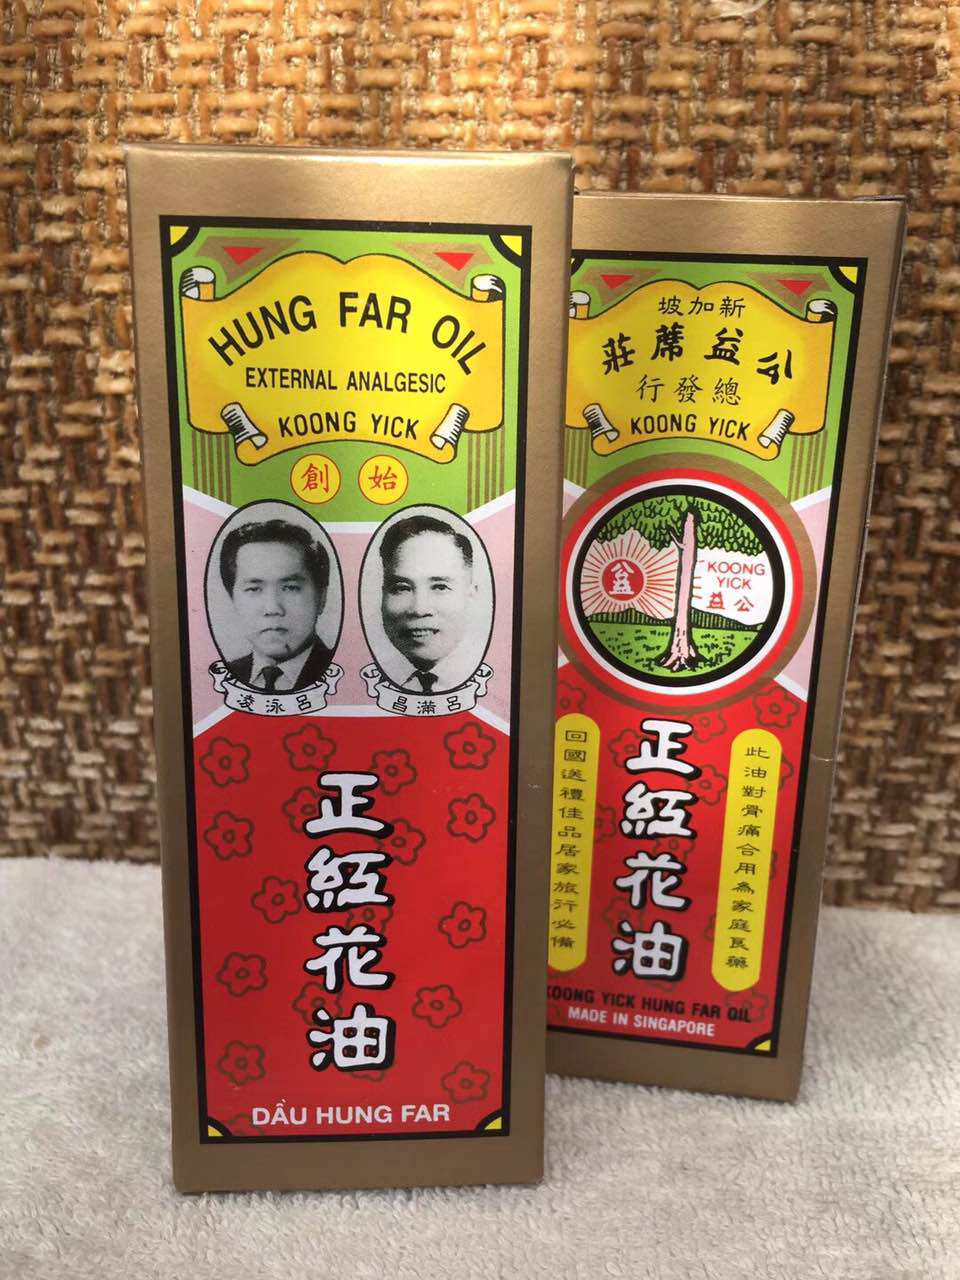 HUNG FAR OIL
EXTERNAL ANALGESIC
KOONG YICK
始創
呂泳凌
呂滿昌
正紅花油
DẦU HUNG FAR
新加坡
公益蓆莊
總發行
KOONG YICK
公益
KOONG
YICK
公益
此油對骨痛合用為家庭良藥
正紅花油
回國送禮佳品居家旅行必備
KOONG YICK HUNG FAR OIL
MADE IN SINGAPORE